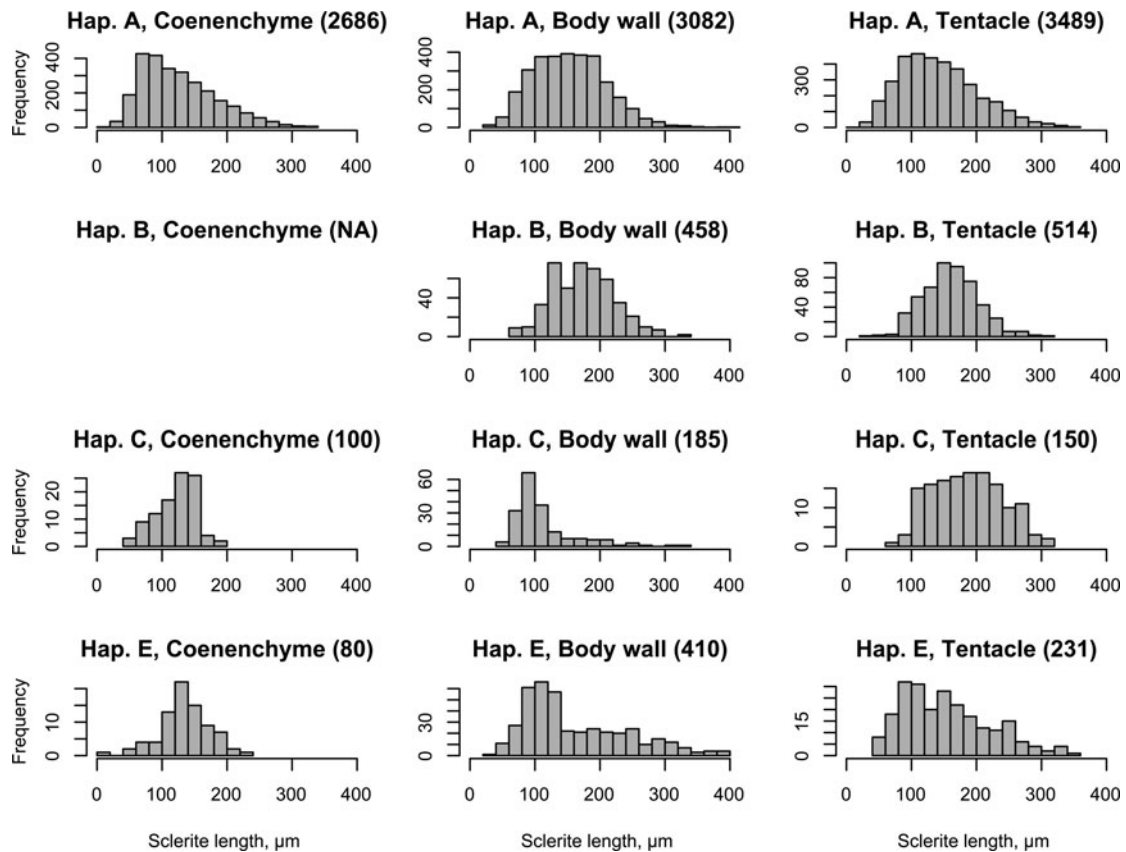 Hap. A, Coenenchyme (2686)
Hap. A, Body wall (3082)
Hap. A, Tentacle (3489)
Frequency
0 200 400
0 200 400
0 300
0 100 200 300 400
0 100 200 300 400
0 100 200 300 400
Hap. B, Coenenchyme (NA)
Hap. B, Body wall (458)
Hap. B, Tentacle (514)
0 40
0 40 80
0 100 200 300 400
0 100 200 300 400
Hap. C, Coenenchyme (100)
Hap. C, Body wall (185)
Hap. C, Tentacle (150)
Frequency
0 10 20
0 30 60
0 10
0 100 200 300 400
0 100 200 300 400
0 100 200 300 400
Hap. E, Coenenchyme (80)
Hap. E, Body wall (410)
Hap. E, Tentacle (231)
Frequency
0 10
0 30
0 15
0 100 200 300 400
0 100 200 300 400
0 100 200 300 400
Sclerite length, µm
Sclerite length, µm
Sclerite length, µm